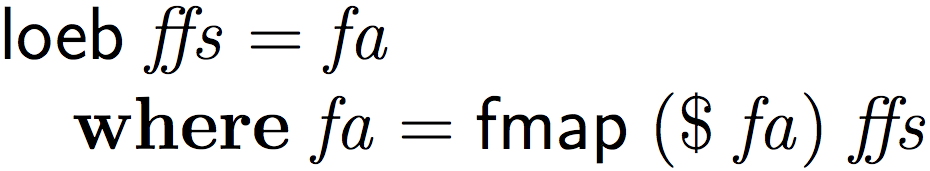 loeb ffs = fa
where fa = fmap ($ fa) ffs